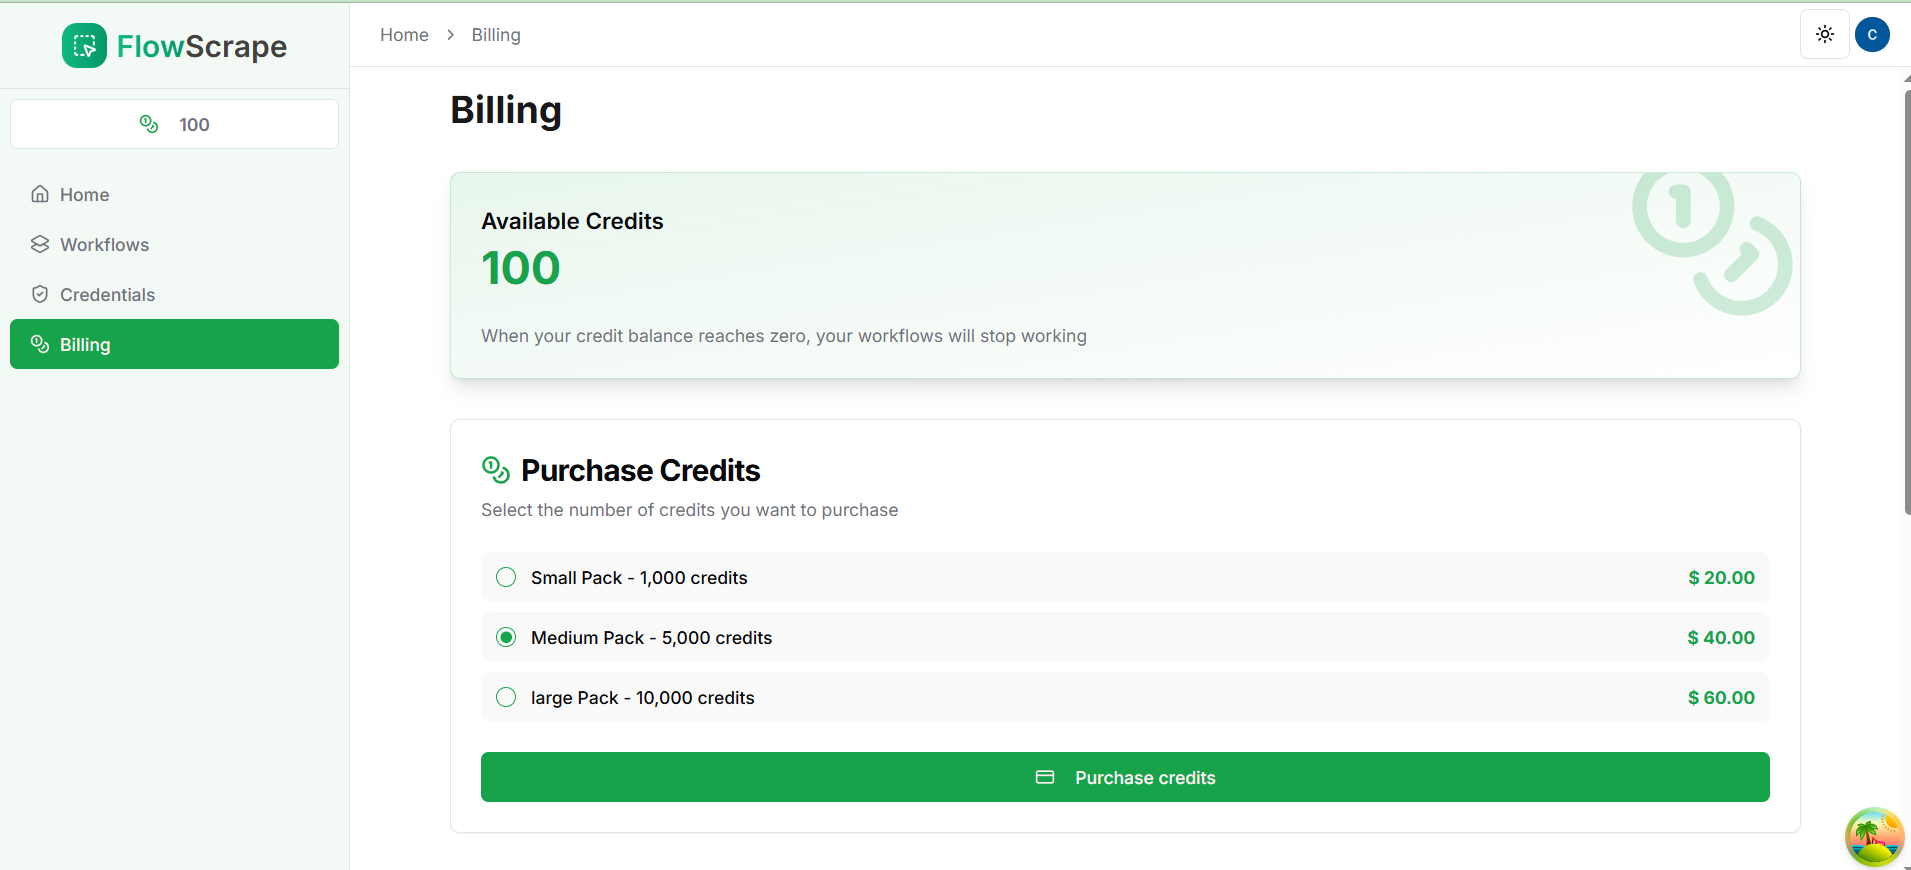 FlowScrape
100
Home
Workflows
Credentials
Billing
Home > Billing
C
Billing
Available Credits
100
When your credit balance reaches zero, your workflows will stop working
Purchase Credits
Select the number of credits you want to purchase
Small Pack - 1,000 credits $ 20.00
Medium Pack - 5,000 credits $ 40.00
large Pack - 10,000 credits $ 60.00
Purchase credits